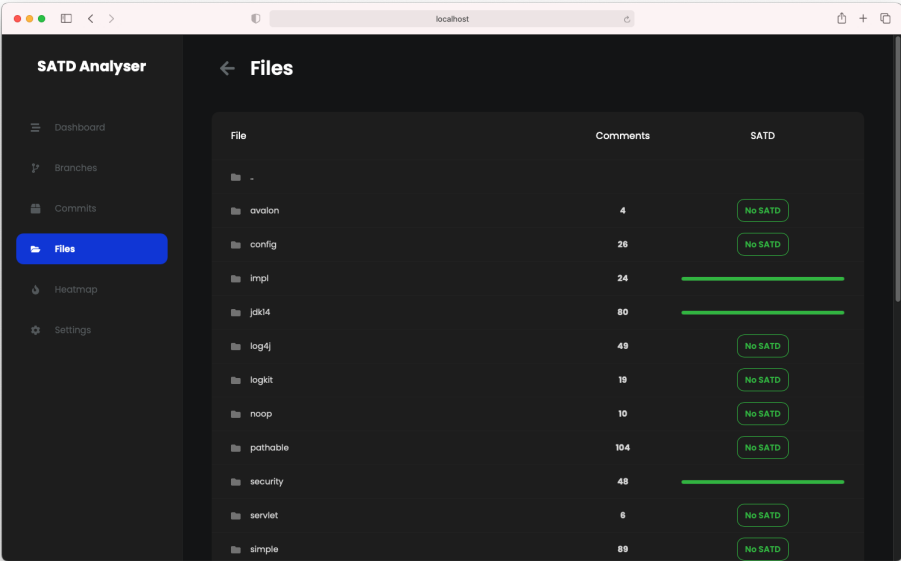 localhost
SATD Analyser
Files
Dashboard
Branches
Commits
Files
Heatmap
Settings
File Comments SATD
..
avalon 4 No SATD
config 26 No SATD
impl 24
jdk14 80
log4j 49 No SATD
logkit 19 No SATD
noop 10 No SATD
pathable 104 No SATD
security 48
servlet 6 No SATD
simple 89 No SATD